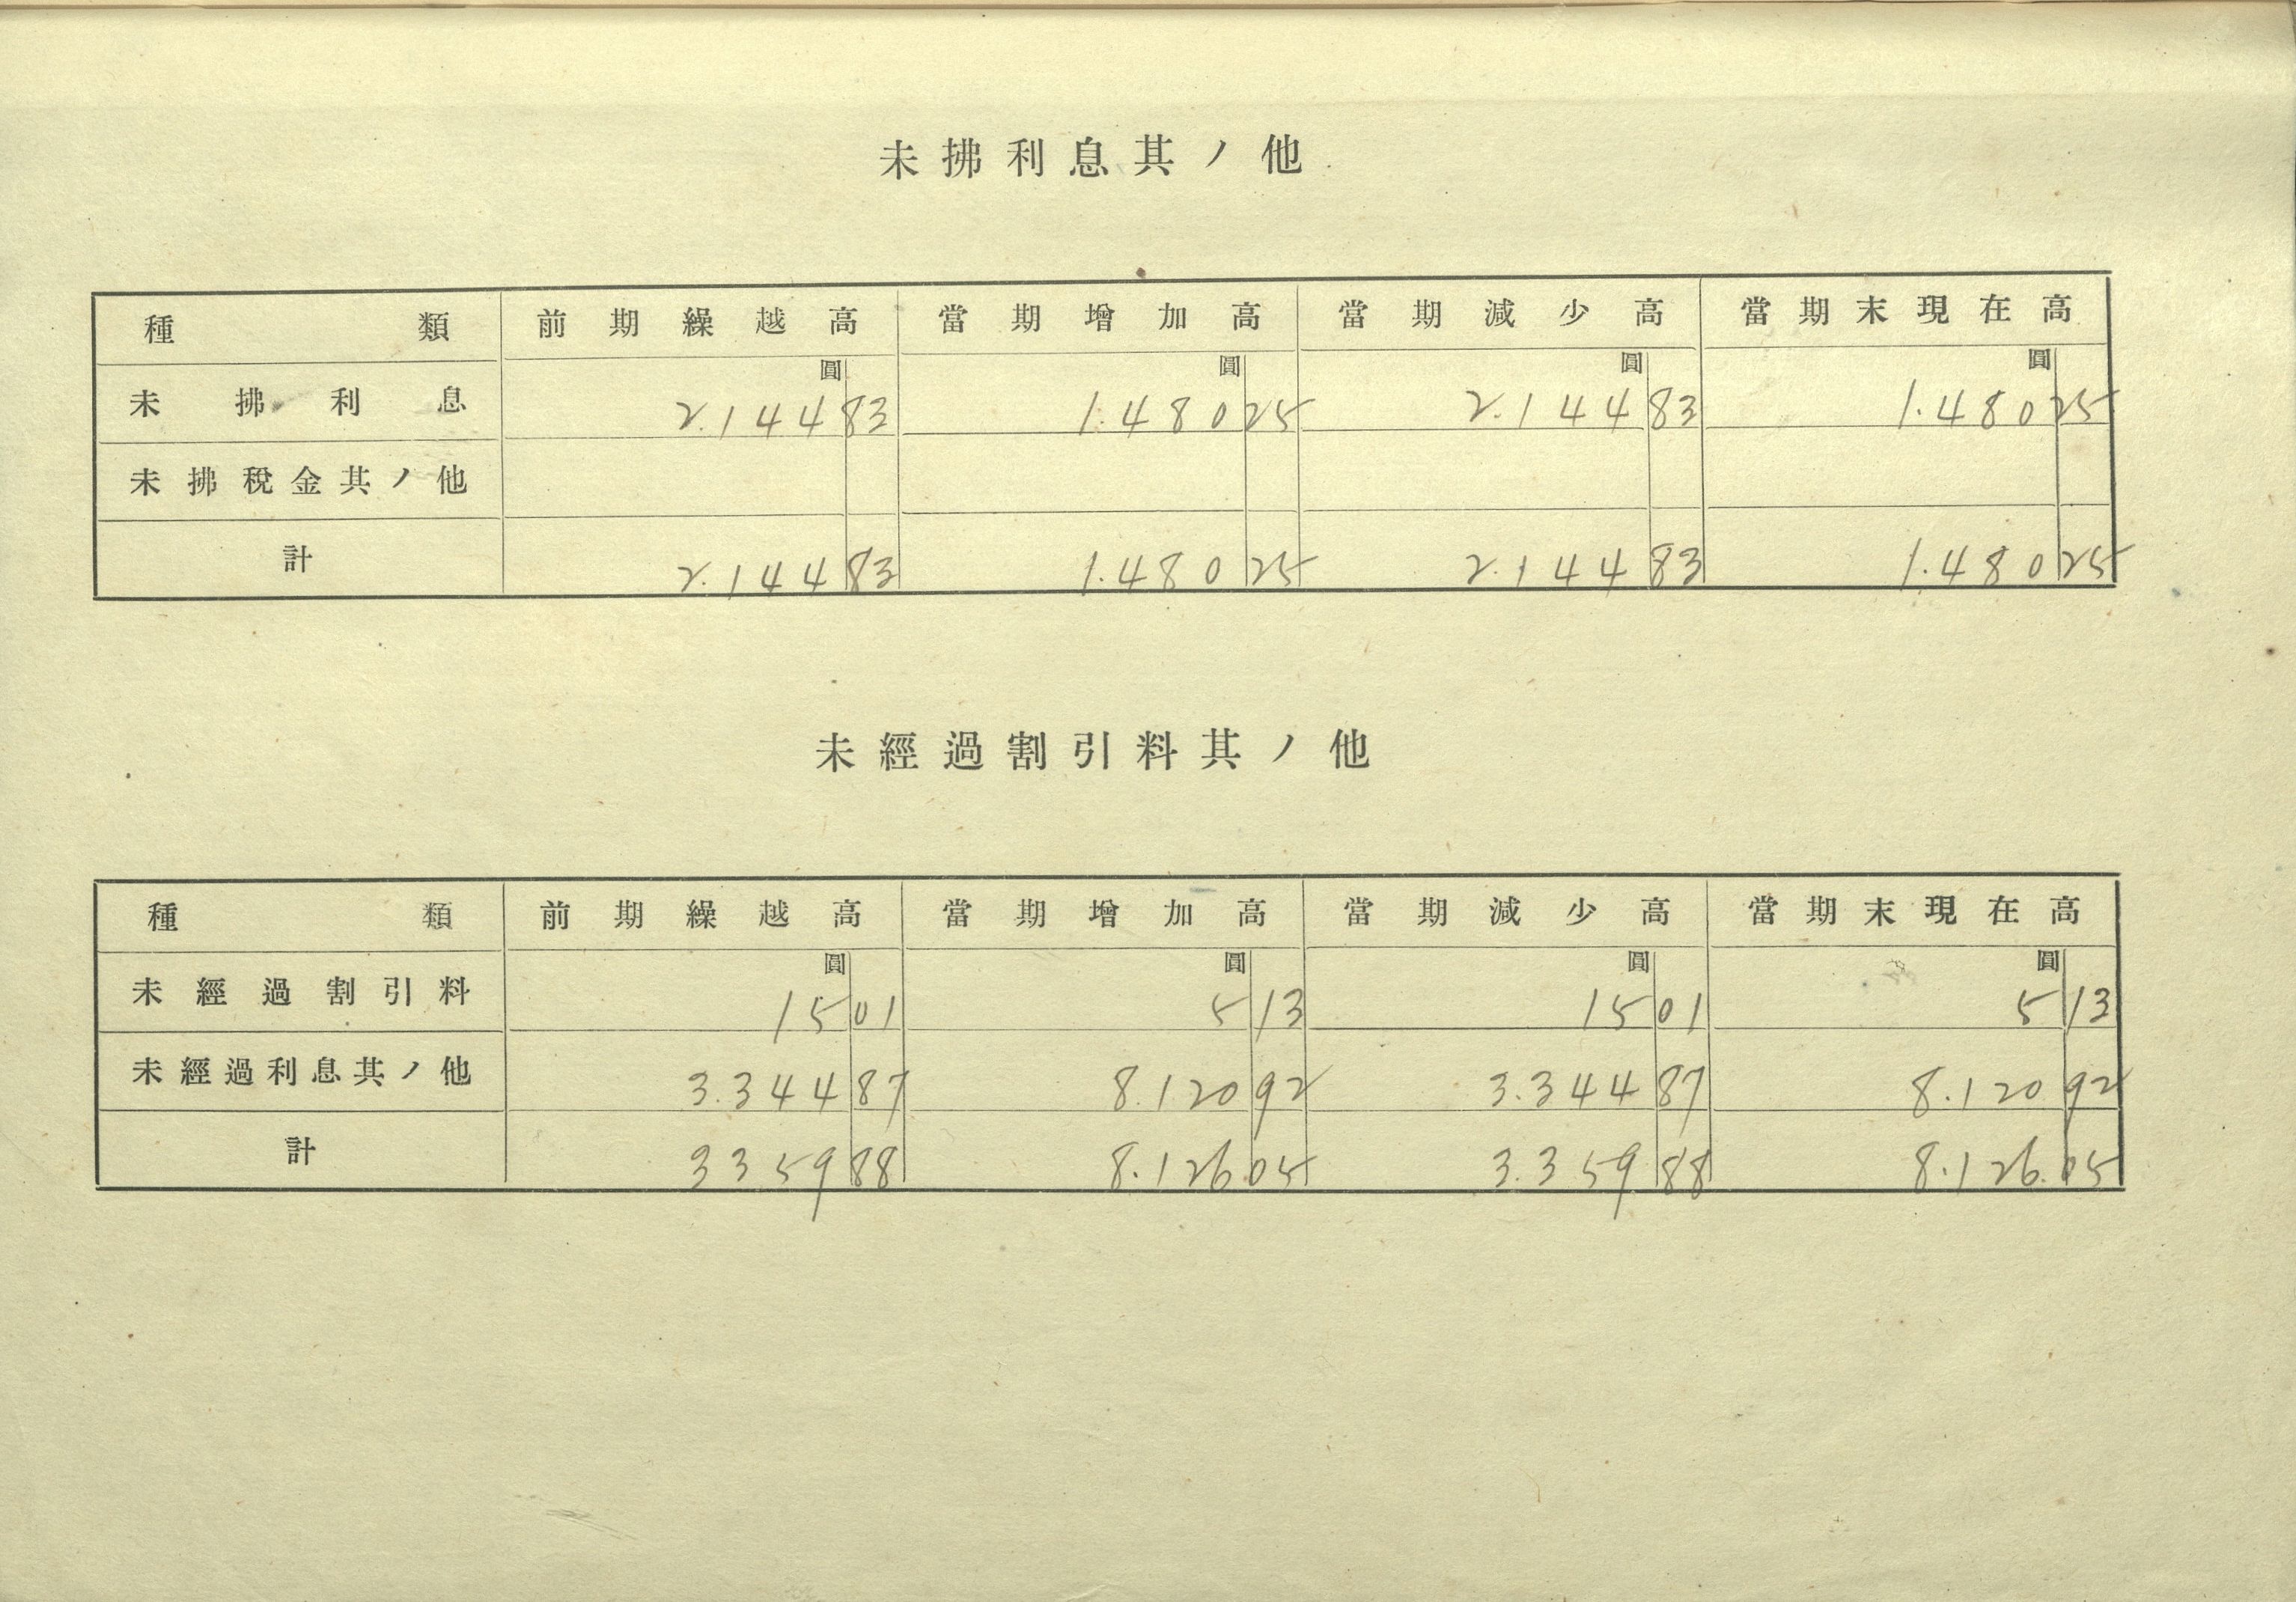 未拂利息其ノ他
種類 前期繰越高 當期增加高 當期減少高 當期末現在高
圓 圓 圓 圓
未拂利息 2.144 83 1.480 25 2.144 83 1.480 25
未拂稅金其ノ他
計 2.144 83 1.480 25 2.144 83 1.480 25
未經過割引料其ノ他
種類 前期繰越高 當期增加高 當期減少高 當期末現在高
圓 圓 圓 圓
未經過割引料 15 01 5 13 15 01 5 13
未經過利息其ノ他 3.344 87 8.120 92 3.344 87 8.120 92
計 3359 88 8.126 05 3.359 88 8.126. 05